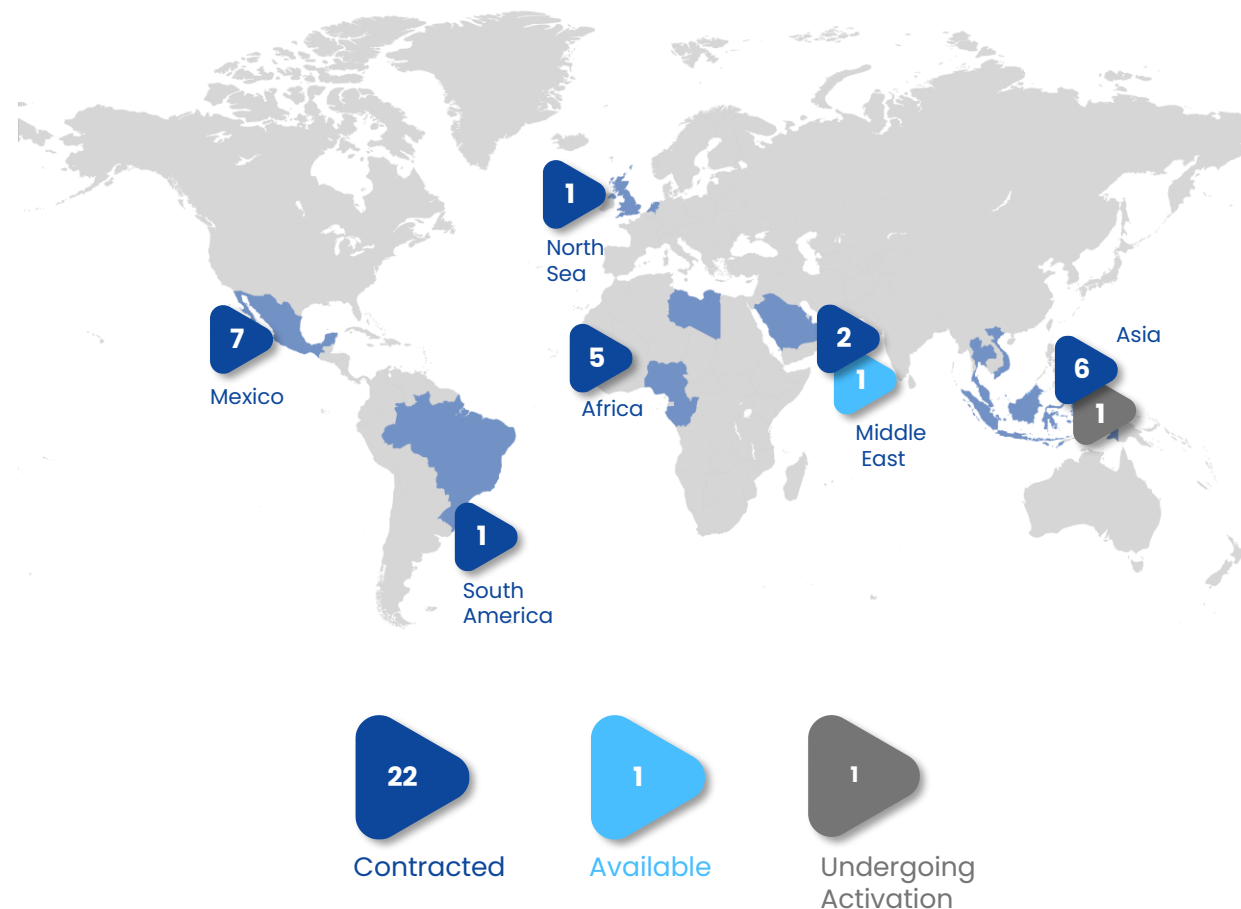 1
North
Sea
7
Mexico
5
Africa
2
1
Middle
East
Asia
6
1
1
South
America
22
Contracted
1
Available
1
Undergoing
Activation